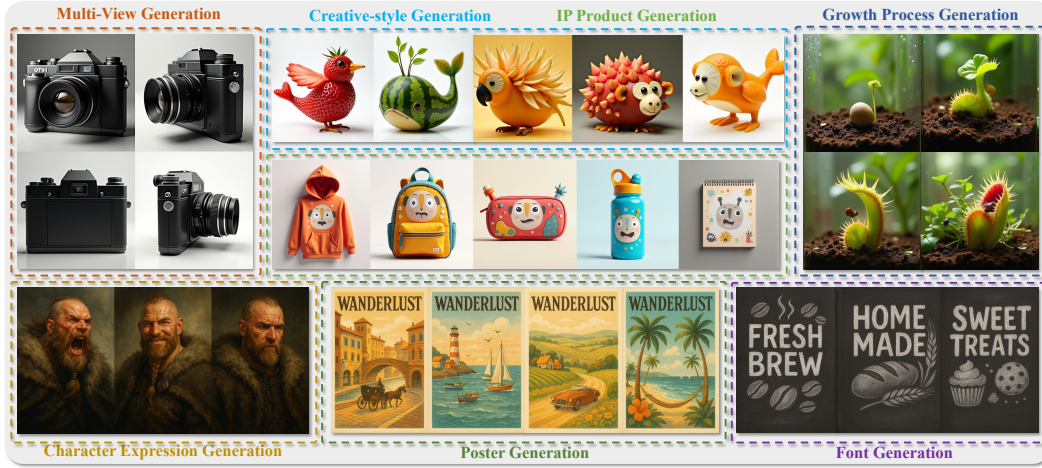 Multi-View Generation
Creative-style Generation
IP Product Generation
Growth Process Generation
WANDERLUST
WANDERLUST
WANDERLUST
WANDERLUST
FRESH
BREW
HOME
MADE
SWEET
TREATS
Character Expression Generation
Poster Generation
Font Generation